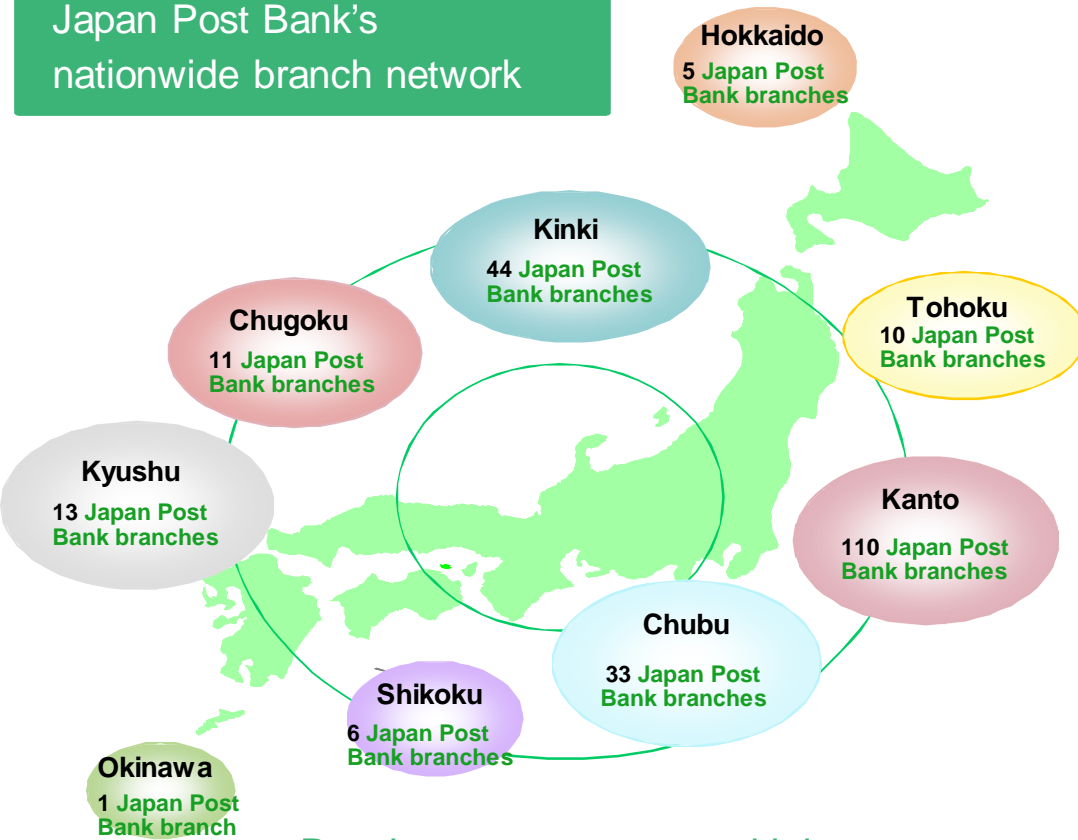 Japan Post Bank's
nationwide branch network
Hokkaido
5 Japan Post
Bank branches
Kinki
44 Japan Post
Bank branches
Tohoku
10 Japan Post
Bank branches
Chugoku
11 Japan Post
Bank branches
Kyushu
13 Japan Post
Bank branches
Kanto
110 Japan Post
Bank branches
Chubu
33 Japan Post
Bank branches
Shikoku
6 Japan Post
Bank branches
Okinawa
1 Japan Post
Bank branch